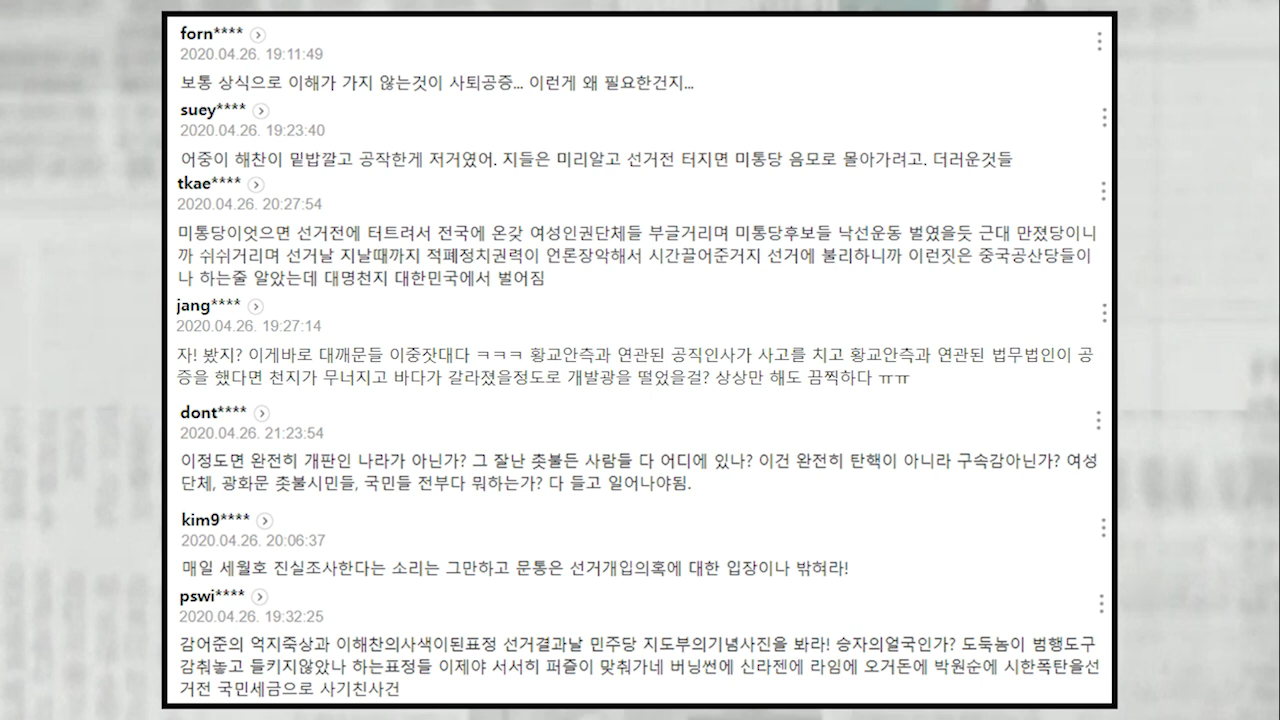 forn****
2020.04.26. 19:11:49
보통 상식으로 이해가 가지 않는것이 사퇴공증... 이런게 왜 필요한건지...
suey****
2020.04.26. 19:23:40
어중이 해찬이 밑밥깔고 공작한게 저거였어. 지들은 미리알고 선거전 터지면 미통당 음모로 몰아가려고. 더러운것들
tkae****
2020.04.26. 20:27:54
미통당이엇으면 선거전에 터트려서 전국에 온갖 여성인권단체들 부글거리며 미통당후보들 낙선운동 벌였을듯 근대 만졌당이니
까 쉬쉬거리며 선거날 지날때까지 적폐정치권력이 언론장악해서 시간끌어준거지 선거에 불리하니까 이런짓은 중국공산당들이
나 하는줄 알았는데 대명천지 대한민국에서 벌어짐
jang****
2020.04.26. 19:27:14
자! 봤지? 이게바로 대깨문들 이중잣대다 ㅋㅋㅋ 황교안측과 연관된 공직인사가 사고를 치고 황교안측과 연관된 법무법인이 공
증을 했다면 천지가 무너지고 바다가 갈라졌을정도로 개발광을 떨었을걸? 상상만 해도 끔찍하다 ㅠㅠ
dont****
2020.04.26. 21:23:54
이정도면 완전히 개판인 나라가 아닌가? 그 잘난 촛불든 사람들 다 어디에 있나? 이건 완전히 탄핵이 아니라 구속감아닌가? 여성
단체, 광화문 촛불시민들, 국민들 전부다 뭐하는가? 다 들고 일어나야됨.
kim9****
2020.04.26. 20:06:37
매일 세월호 진실조사한다는 소리는 그만하고 문통은 선거개입의혹에 대한 입장이나 밝혀라!
pswi****
2020.04.26. 19:32:25
감어준의 억지죽상과 이해찬의사색이된표정 선거결과날 민주당 지도부의기념사진을 봐라! 승자의얼국인가? 도둑놈이 범행도구
감춰놓고 들키지않았나 하는표정들 이제야 서서히 퍼즐이 맞춰가네 버닝썬에 신라젠에 라임에 오거돈에 박원순에 시한폭탄을선
거전 국민세금으로 사기친사건